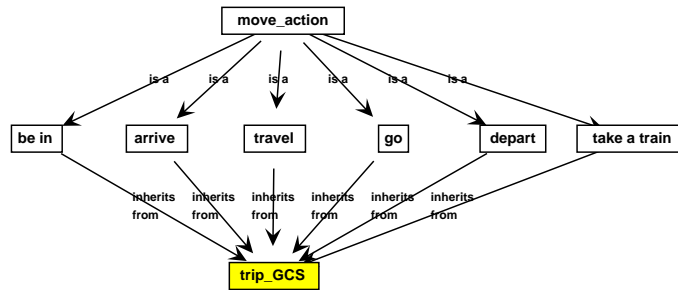 move_action
is a is a is a is a is a is a
be in arrive travel go depart take a train
inherits inherits inherits inherits inherits inherits
from from from from from from
trip_GCS